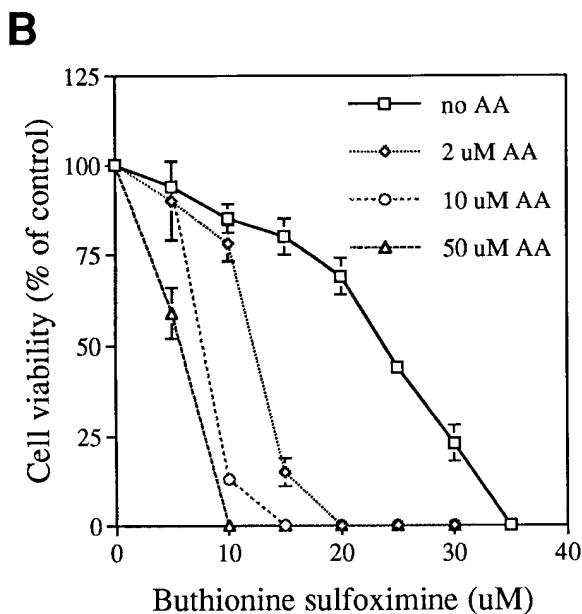 B
125
100
75
50
25
0
Cell viability (% of control)
no AA
2 uM AA
10 uM AA
50 uM AA
0 10 20 30 40
Buthionine sulfoximine (uM)